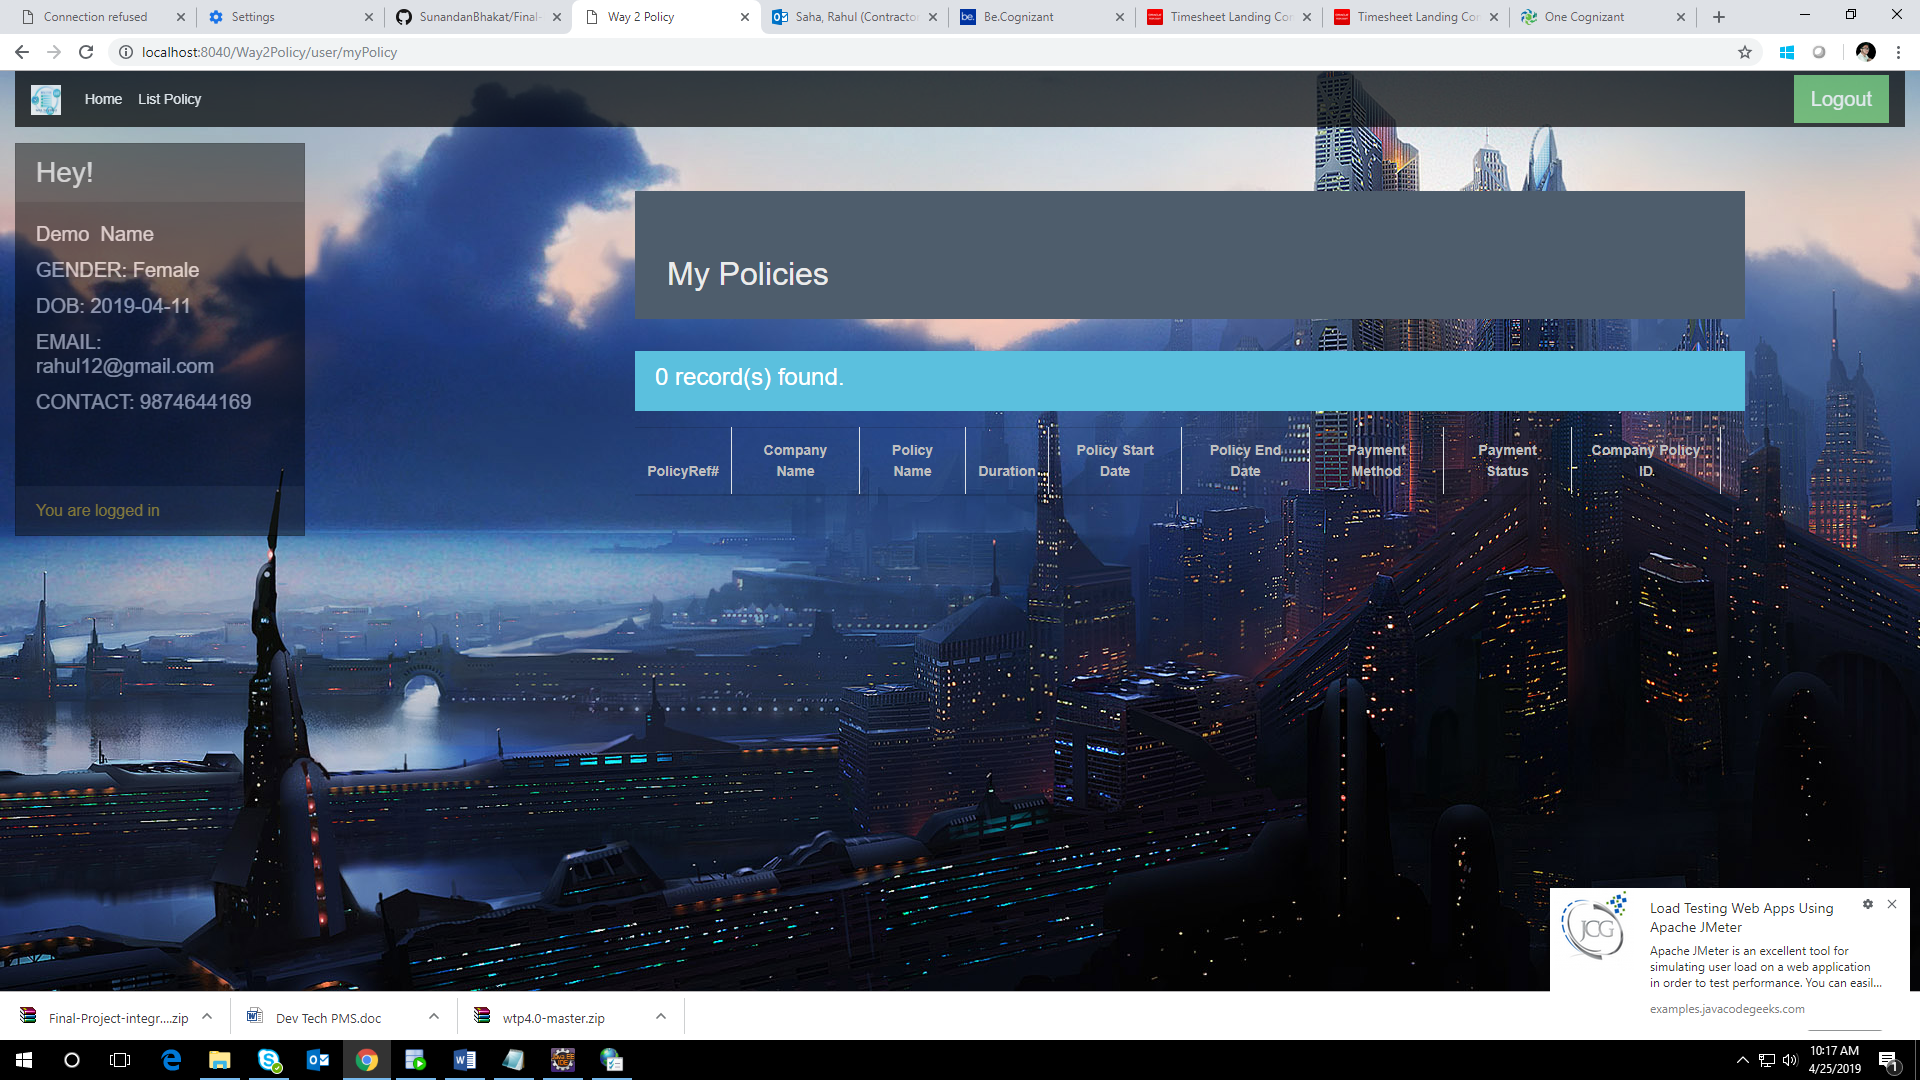 Connection refused
Settings
SunandanBhakat/Final-
Way 2 Policy
Saha, Rahul (Contracto
Be.Cognizant
Timesheet Landing Co
Timesheet Landing Co
One Cognizant
localhost:8040/Way2Policy/user/myPolicy
Home
List Policy
Logout
Hey!
Demo Name
GENDER: Female
DOB: 2019-04-11
EMAIL:
rahul12@gmail.com
CONTACT: 9874644169
You are logged in
My Policies
0 record(s) found.
PolicyRef#
Company
Name
Policy
Name
Duration
Policy Start
Date
Policy End
Date
Payment
Method
Payment
Status
Company Policy
ID
JCG
Load Testing Web Apps Using
Apache JMeter
Apache JMeter is an excellent tool for
simulating user load on a web application
in order to test performance. You can easil...
examples.javacodegeeks.com
Final-Project-integr....zip
Dev Tech PMS.doc
wtp4.0-master.zip
10:17 AM
4/25/2019
1